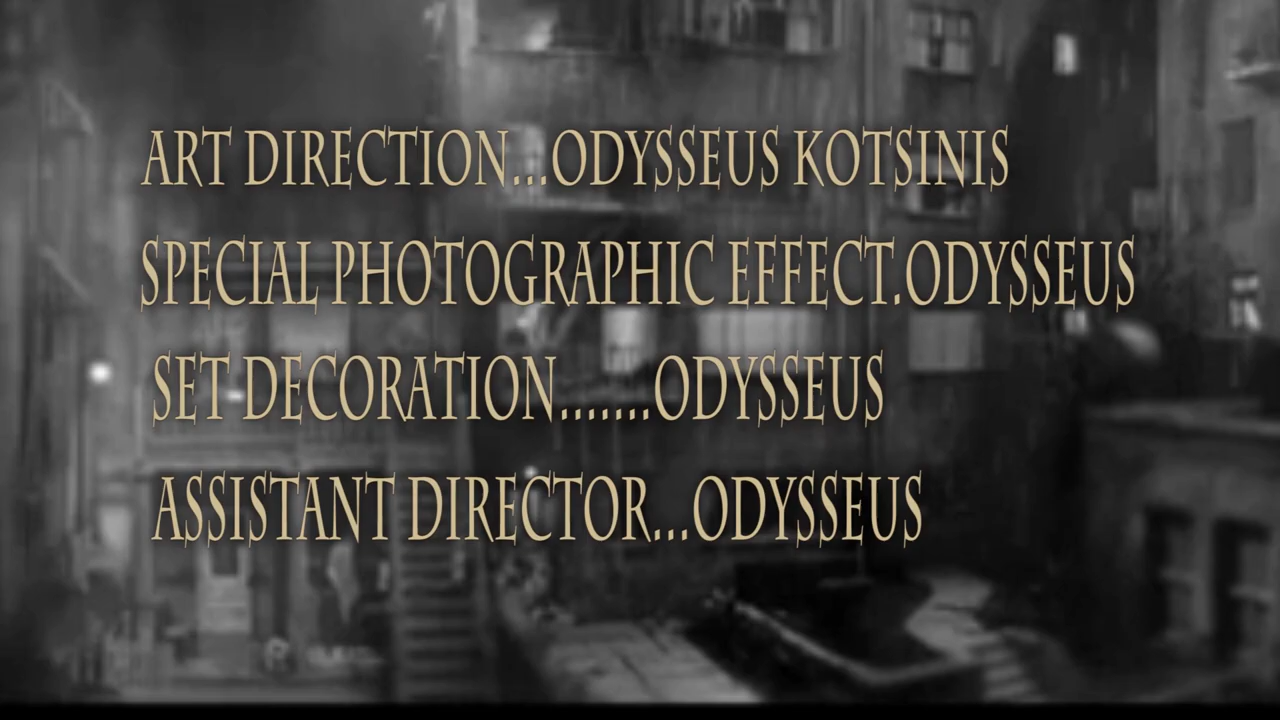 ART DIRECTION...ODYSSEUS KOTSINIS
SPECIAL PHOTOGRAPHIC EFFECT.ODYSSEUS
SET DECORATION.......ODYSSEUS
ASSISTANT DIRECTOR...ODYSSEUS